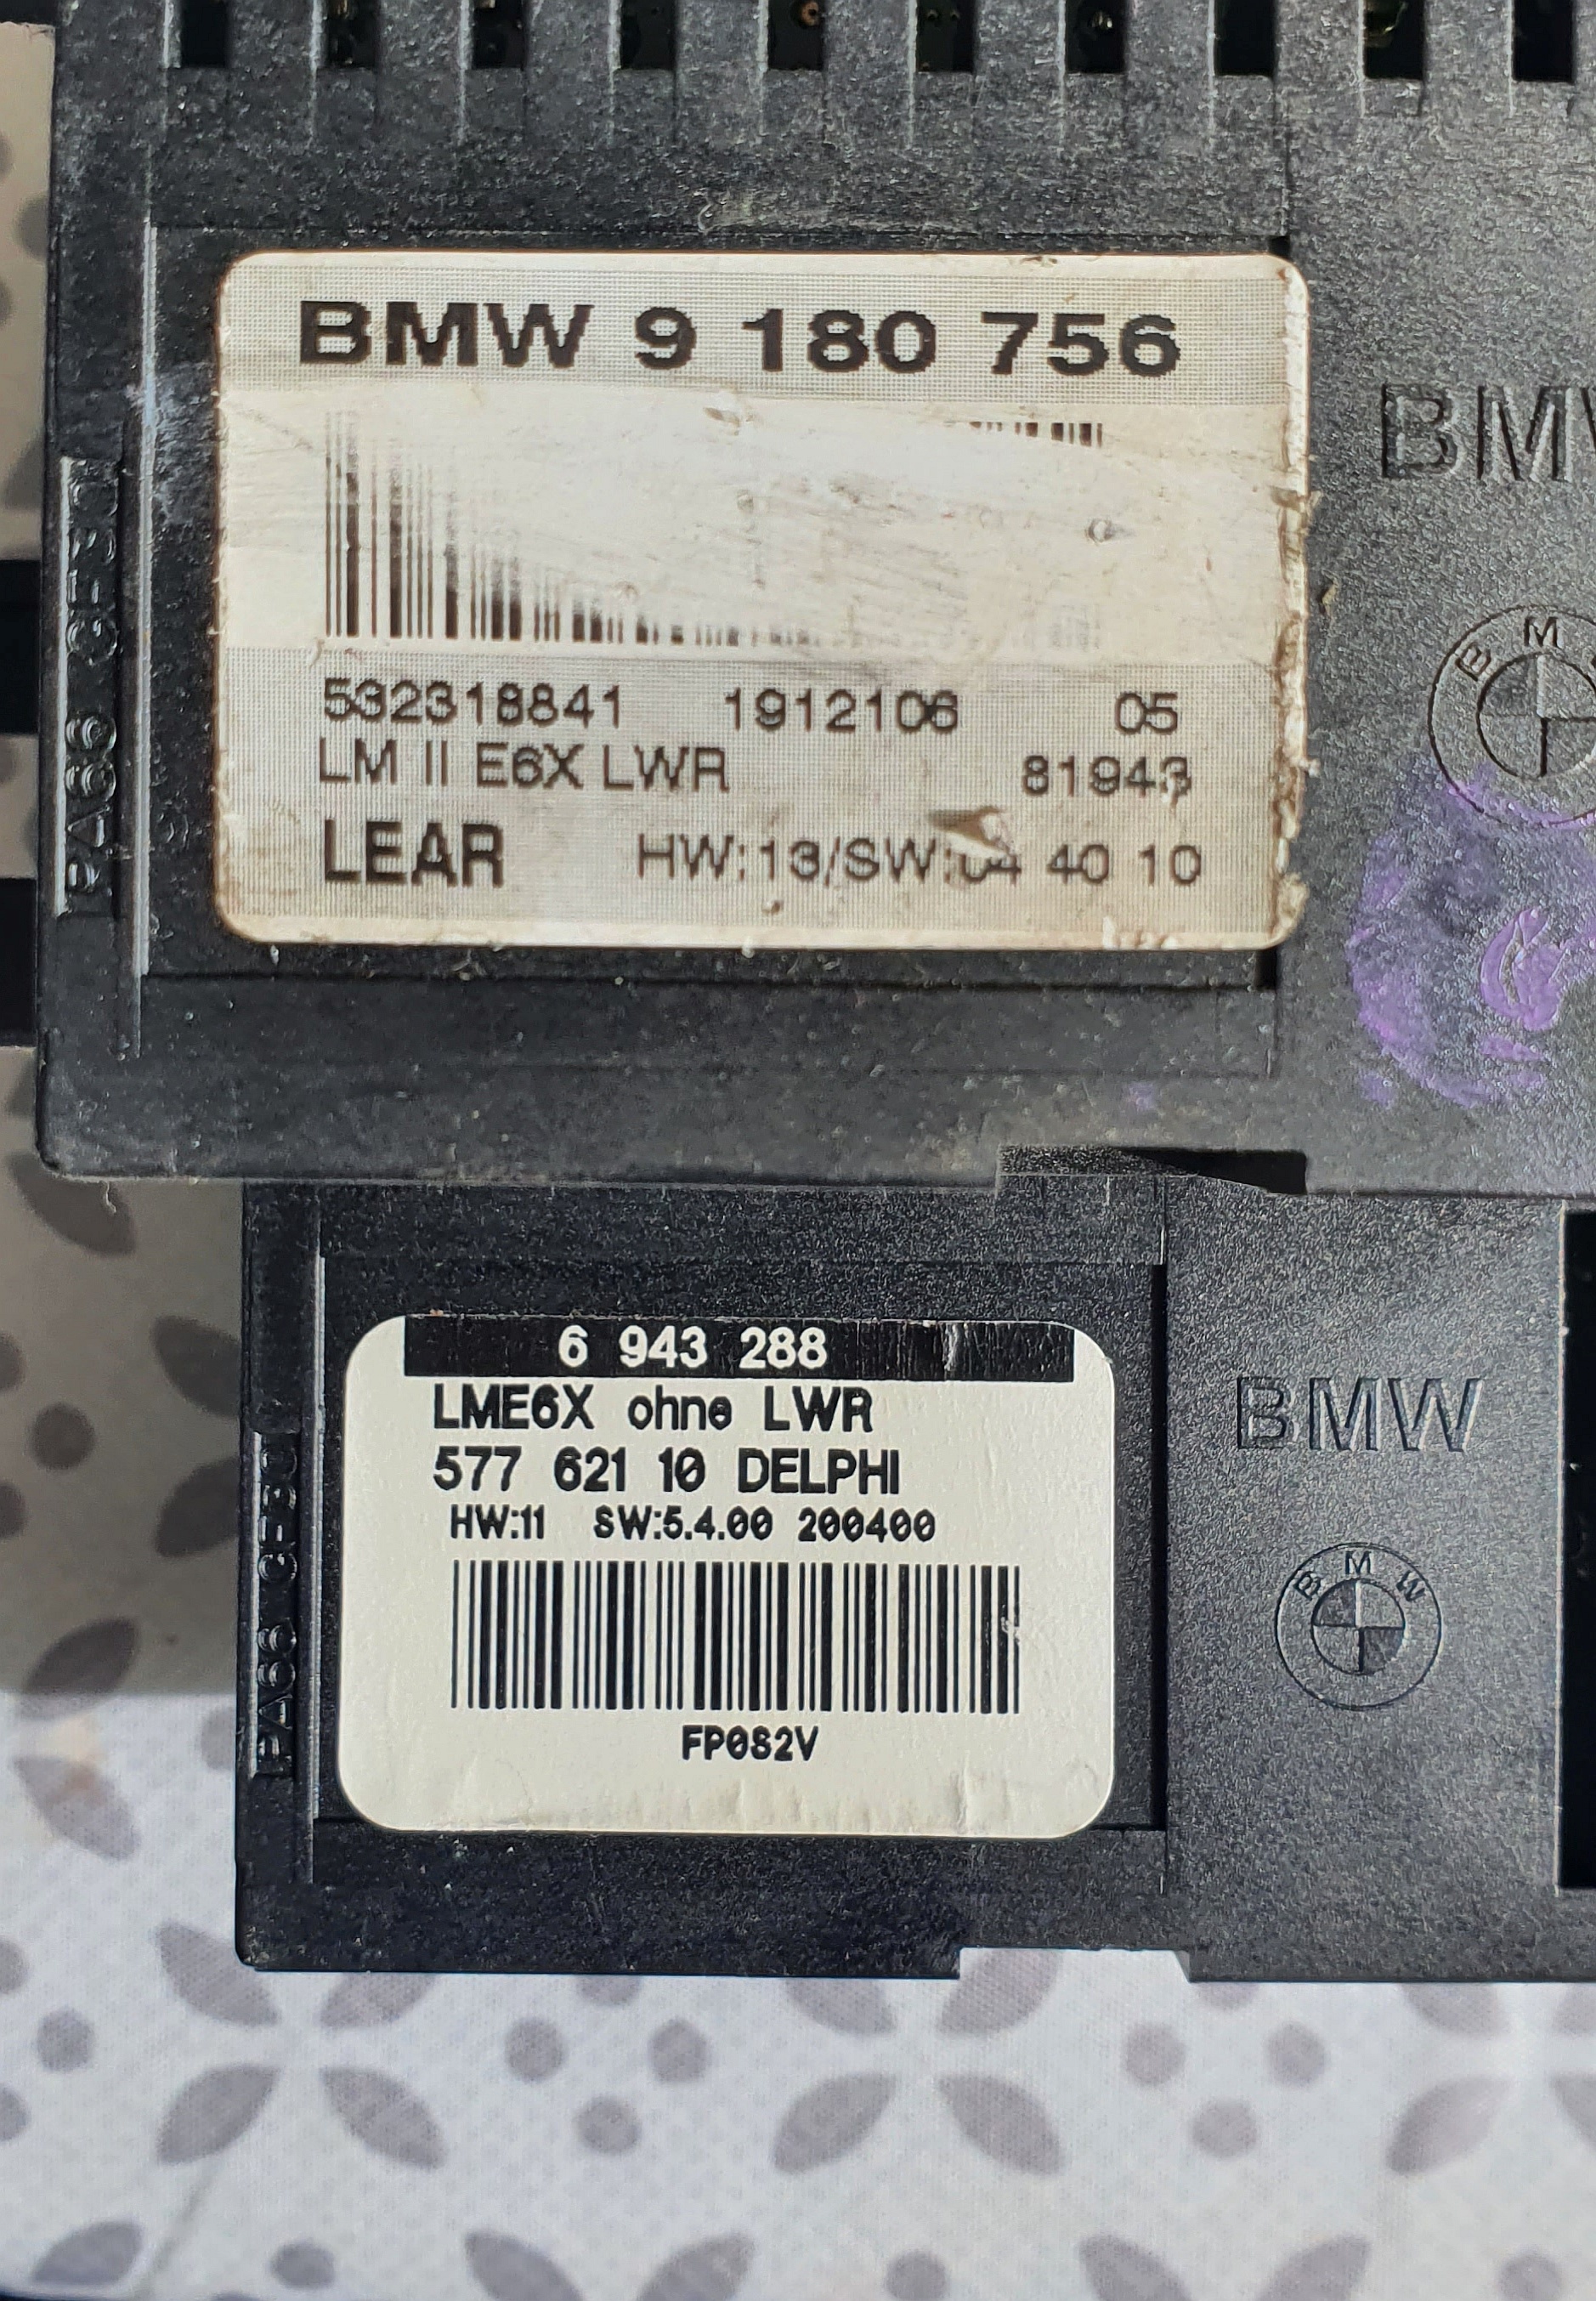 BMW 9 180 756
BMW
532318841 1912106 05
LM II E6X LWR 81943
LEAR HW:13/SW:04 40 10
PA66 GF30
BMW
6 943 288
LME6X ohne LWR
577 621 10 DELPHI
HW:11 SW:5.4.00 200400
FP0S2V
BMW
BMW
PA66 GF30